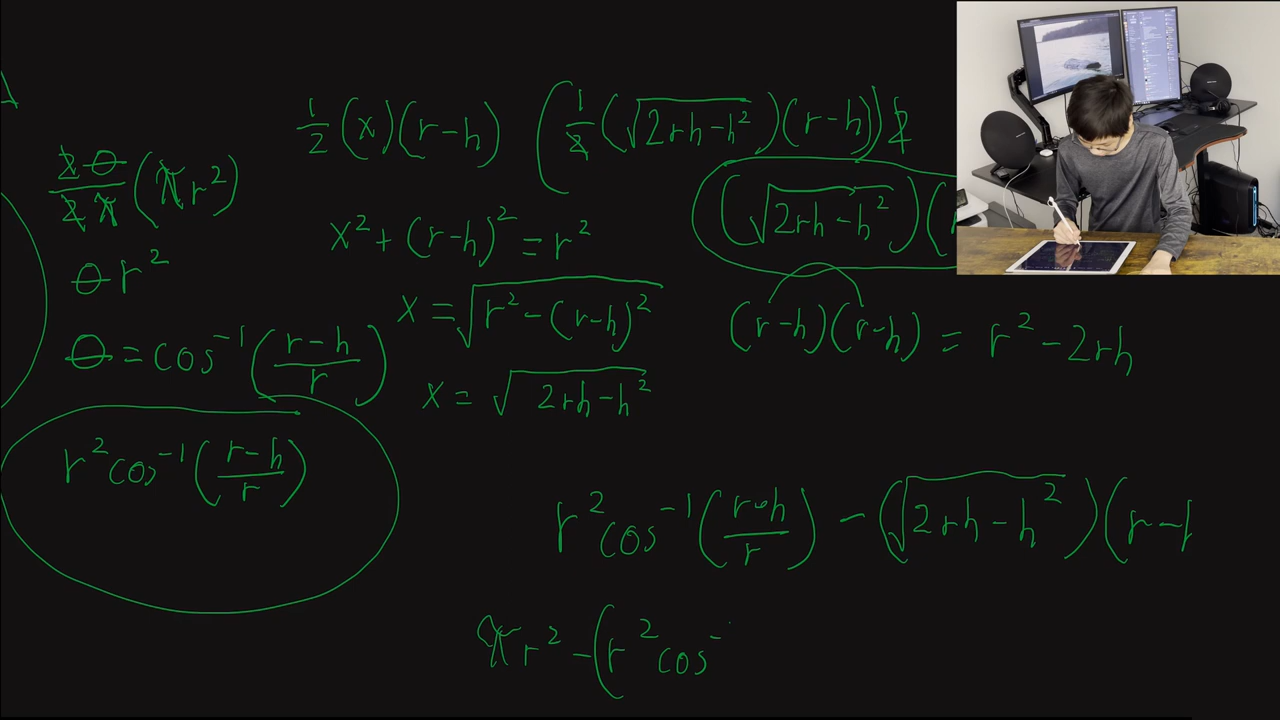 1/2 (x)(r-h) (1/2 (√(2rh-h²))(r-h))2
2θ/2π (πr²)
(√(2rh-h²))(
x² + (r-h)² = r²
θr²
x = √(r²-(r-h)²)
(r-h)(r-h) = r² - 2rh
θ = cos⁻¹((r-h)/r)
x = √(2rh-h²)
r² cos⁻¹((r-h)/r)
r² cos⁻¹((r-h)/r) - (√(2rh-h²))(r-
πr² - (r² cos⁻